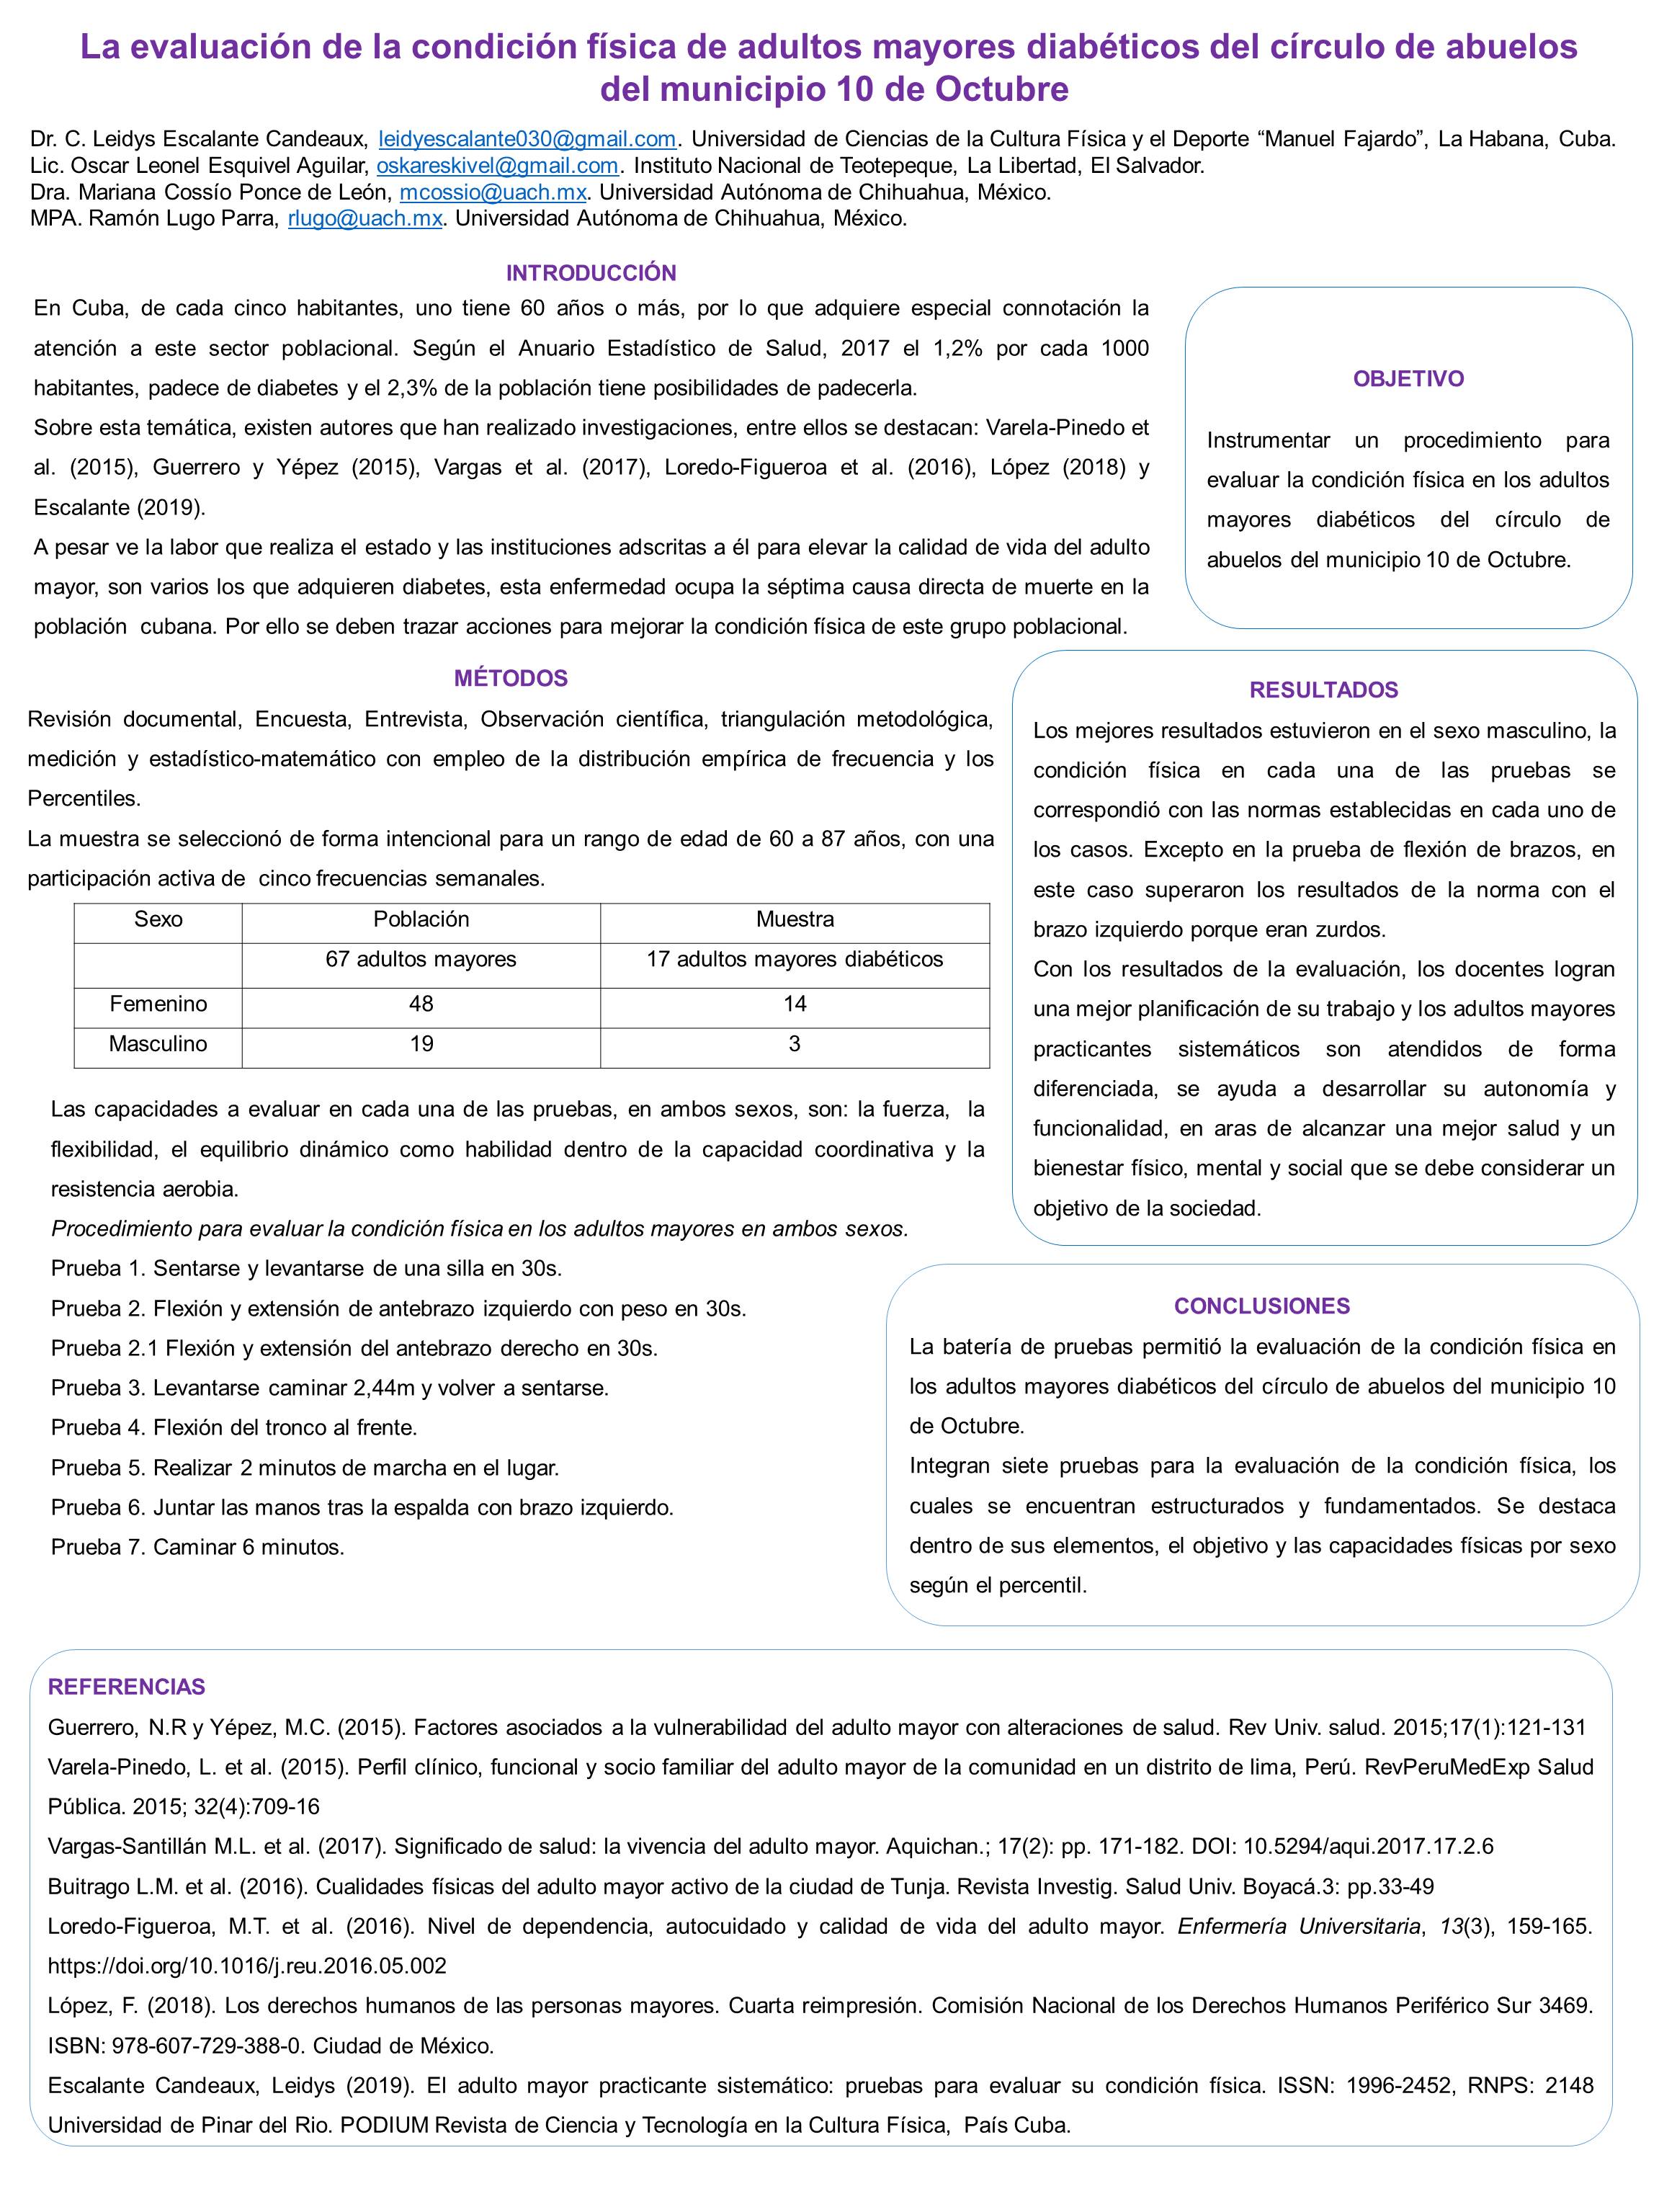 La evaluación de la condición física de adultos mayores diabéticos del círculo de abuelos
del municipio 10 de Octubre
Dr. C. Leidys Escalante Candeaux, leidyescalante030@gmail.com. Universidad de Ciencias de la Cultura Física y el Deporte “Manuel Fajardo”, La Habana, Cuba.
Lic. Oscar Leonel Esquivel Aguilar, oskareskivel@gmail.com. Instituto Nacional de Teotepeque, La Libertad, El Salvador.
Dra. Mariana Cossío Ponce de León, mcossio@uach.mx. Universidad Autónoma de Chihuahua, México.
MPA. Ramón Lugo Parra, rlugo@uach.mx. Universidad Autónoma de Chihuahua, México.
INTRODUCCIÓN
En Cuba, de cada cinco habitantes, uno tiene 60 años o más, por lo que adquiere especial connotación la
atención a este sector poblacional. Según el Anuario Estadístico de Salud, 2017 el 1,2% por cada 1000
habitantes, padece de diabetes y el 2,3% de la población tiene posibilidades de padecerla.
Sobre esta temática, existen autores que han realizado investigaciones, entre ellos se destacan: Varela-Pinedo et
al. (2015), Guerrero y Yépez (2015), Vargas et al. (2017), Loredo-Figueroa et al. (2016), López (2018) y
Escalante (2019).
A pesar ve la labor que realiza el estado y las instituciones adscritas a él para elevar la calidad de vida del adulto
mayor, son varios los que adquieren diabetes, esta enfermedad ocupa la séptima causa directa de muerte en la
población cubana. Por ello se deben trazar acciones para mejorar la condición física de este grupo poblacional.
OBJETIVO
Instrumentar un procedimiento para
evaluar la condición física en los adultos
mayores diabéticos del círculo de
abuelos del municipio 10 de Octubre.
MÉTODOS
Revisión documental, Encuesta, Entrevista, Observación científica, triangulación metodológica,
medición y estadístico-matemático con empleo de la distribución empírica de frecuencia y los
Percentiles.
La muestra se seleccionó de forma intencional para un rango de edad de 60 a 87 años, con una
participación activa de cinco frecuencias semanales.
Sexo Población Muestra
67 adultos mayores 17 adultos mayores diabéticos
Femenino 48 14
Masculino 19 3
Las capacidades a evaluar en cada una de las pruebas, en ambos sexos, son: la fuerza, la
flexibilidad, el equilibrio dinámico como habilidad dentro de la capacidad coordinativa y la
resistencia aerobia.
Procedimiento para evaluar la condición física en los adultos mayores en ambos sexos.
Prueba 1. Sentarse y levantarse de una silla en 30s.
Prueba 2. Flexión y extensión de antebrazo izquierdo con peso en 30s.
Prueba 2.1 Flexión y extensión del antebrazo derecho en 30s.
Prueba 3. Levantarse caminar 2,44m y volver a sentarse.
Prueba 4. Flexión del tronco al frente.
Prueba 5. Realizar 2 minutos de marcha en el lugar.
Prueba 6. Juntar las manos tras la espalda con brazo izquierdo.
Prueba 7. Caminar 6 minutos.
RESULTADOS
Los mejores resultados estuvieron en el sexo masculino, la
condición física en cada una de las pruebas se
correspondió con las normas establecidas en cada uno de
los casos. Excepto en la prueba de flexión de brazos, en
este caso superaron los resultados de la norma con el
brazo izquierdo porque eran zurdos.
Con los resultados de la evaluación, los docentes logran
una mejor planificación de su trabajo y los adultos mayores
practicantes sistemáticos son atendidos de forma
diferenciada, se ayuda a desarrollar su autonomía y
funcionalidad, en aras de alcanzar una mejor salud y un
bienestar físico, mental y social que se debe considerar un
objetivo de la sociedad.
CONCLUSIONES
La batería de pruebas permitió la evaluación de la condición física en
los adultos mayores diabéticos del círculo de abuelos del municipio 10
de Octubre.
Integran siete pruebas para la evaluación de la condición física, los
cuales se encuentran estructurados y fundamentados. Se destaca
dentro de sus elementos, el objetivo y las capacidades físicas por sexo
según el percentil.
REFERENCIAS
Guerrero, N.R y Yépez, M.C. (2015). Factores asociados a la vulnerabilidad del adulto mayor con alteraciones de salud. Rev Univ. salud. 2015;17(1):121-131
Varela-Pinedo, L. et al. (2015). Perfil clínico, funcional y socio familiar del adulto mayor de la comunidad en un distrito de lima, Perú. RevPeruMedExp Salud
Pública. 2015; 32(4):709-16
Vargas-Santillán M.L. et al. (2017). Significado de salud: la vivencia del adulto mayor. Aquichan.; 17(2): pp. 171-182. DOI: 10.5294/aqui.2017.17.2.6
Buitrago L.M. et al. (2016). Cualidades físicas del adulto mayor activo de la ciudad de Tunja. Revista Investig. Salud Univ. Boyacá.3: pp.33-49
Loredo-Figueroa, M.T. et al. (2016). Nivel de dependencia, autocuidado y calidad de vida del adulto mayor. Enfermería Universitaria, 13(3), 159-165.
https://doi.org/10.1016/j.reu.2016.05.002
López, F. (2018). Los derechos humanos de las personas mayores. Cuarta reimpresión. Comisión Nacional de los Derechos Humanos Periférico Sur 3469.
ISBN: 978-607-729-388-0. Ciudad de México.
Escalante Candeaux, Leidys (2019). El adulto mayor practicante sistemático: pruebas para evaluar su condición física. ISSN: 1996-2452, RNPS: 2148
Universidad de Pinar del Rio. PODIUM Revista de Ciencia y Tecnología en la Cultura Física, País Cuba.